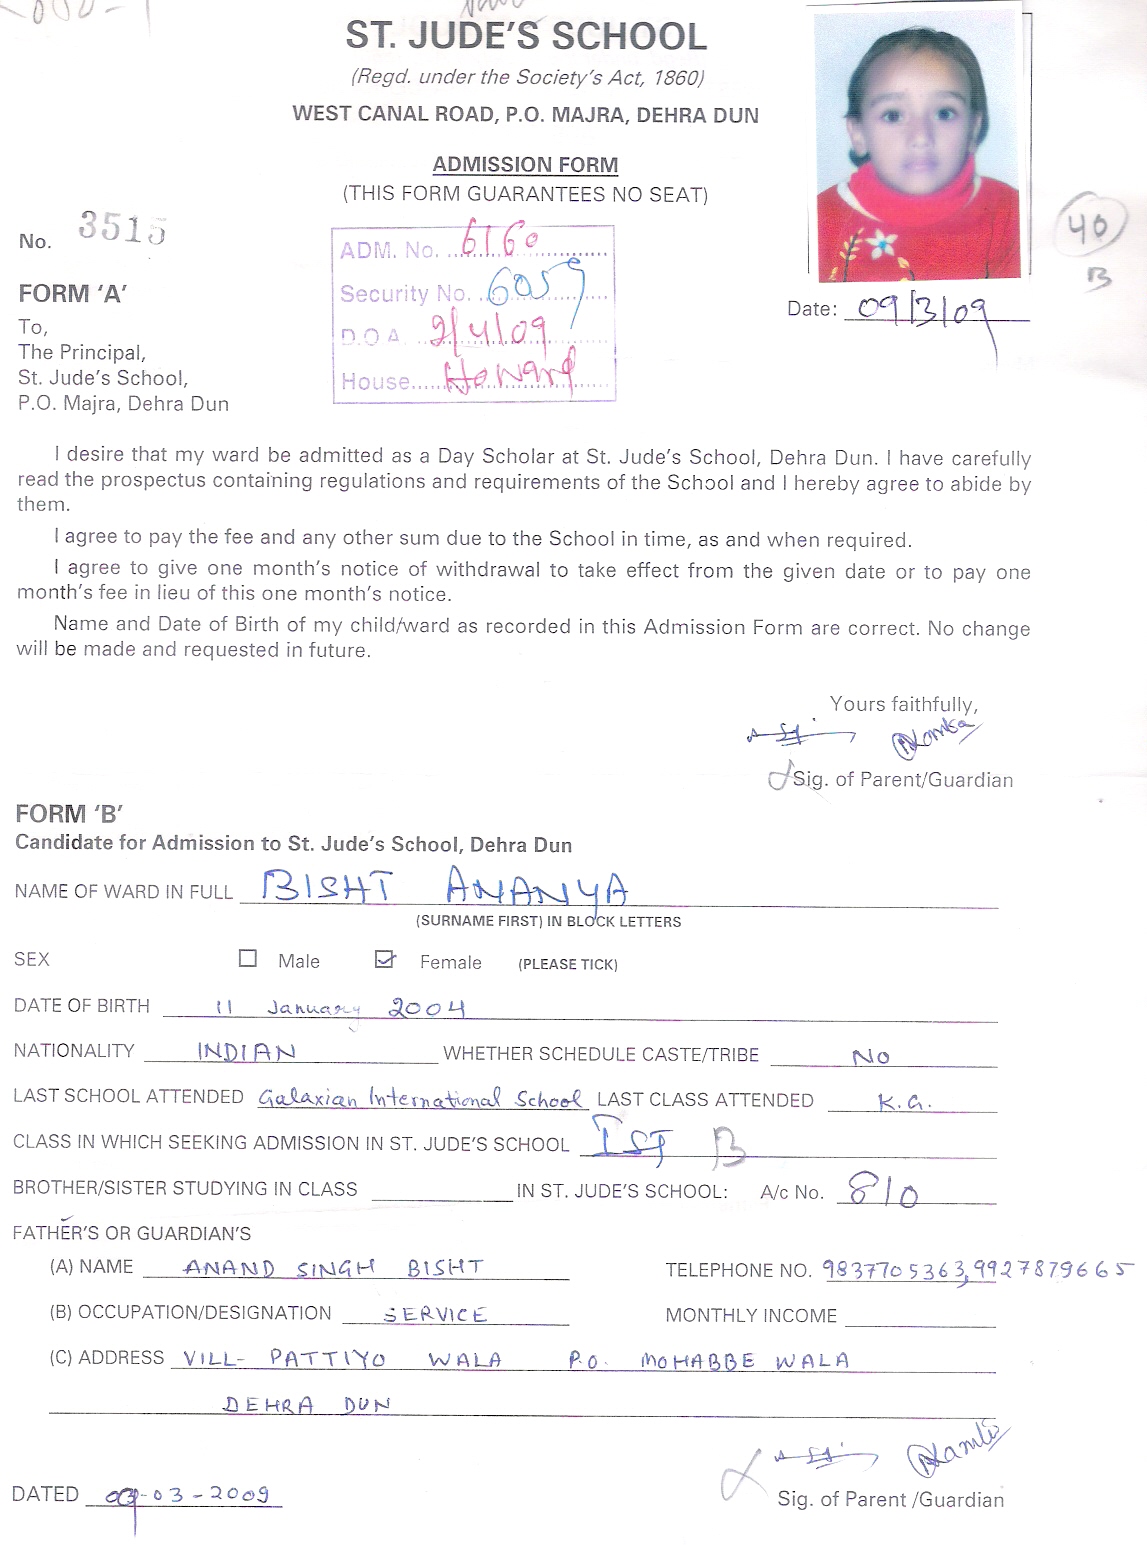 ST. JUDE'S SCHOOL
(Regd. under the Society's Act, 1860)
WEST CANAL ROAD, P.O. MAJRA, DEHRA DUN
ADMISSION FORM
(THIS FORM GUARANTEES NO SEAT)
No. 3515
ADM. No. 6160
Security No. 6059
D.O.A. 2/4/09
House Howard
40
B
Date: 09/3/09
FORM 'A'
To,
The Principal,
St. Jude's School,
P.O. Majra, Dehra Dun
I desire that my ward be admitted as a Day Scholar at St. Jude's School, Dehra Dun. I have carefully
read the prospectus containing regulations and requirements of the School and I hereby agree to abide by
them.
I agree to pay the fee and any other sum due to the School in time, as and when required.
I agree to give one month's notice of withdrawal to take effect from the given date or to pay one
month's fee in lieu of this one month's notice.
Name and Date of Birth of my child/ward as recorded in this Admission Form are correct. No change
will be made and requested in future.
Yours faithfully,
Sig. of Parent/Guardian
FORM 'B'
Candidate for Admission to St. Jude's School, Dehra Dun
NAME OF WARD IN FULL BISHT ANANYA
(SURNAME FIRST) IN BLOCK LETTERS
SEX Male Female (PLEASE TICK)
DATE OF BIRTH 11 January 2004
NATIONALITY INDIAN WHETHER SCHEDULE CASTE/TRIBE NO
LAST SCHOOL ATTENDED Galaxian International School LAST CLASS ATTENDED K.G.
CLASS IN WHICH SEEKING ADMISSION IN ST. JUDE'S SCHOOL IST B
BROTHER/SISTER STUDYING IN CLASS IN ST. JUDE'S SCHOOL: A/c No. 810
FATHER'S OR GUARDIAN'S
(A) NAME ANAND SINGH BISHT TELEPHONE NO. 9837705363,9927879665
(B) OCCUPATION/DESIGNATION SERVICE MONTHLY INCOME
(C) ADDRESS VILL- PATTIYO WALA P.O. MOHABBE WALA
DEHRA DUN
DATED 09-03-2009
Sig. of Parent /Guardian